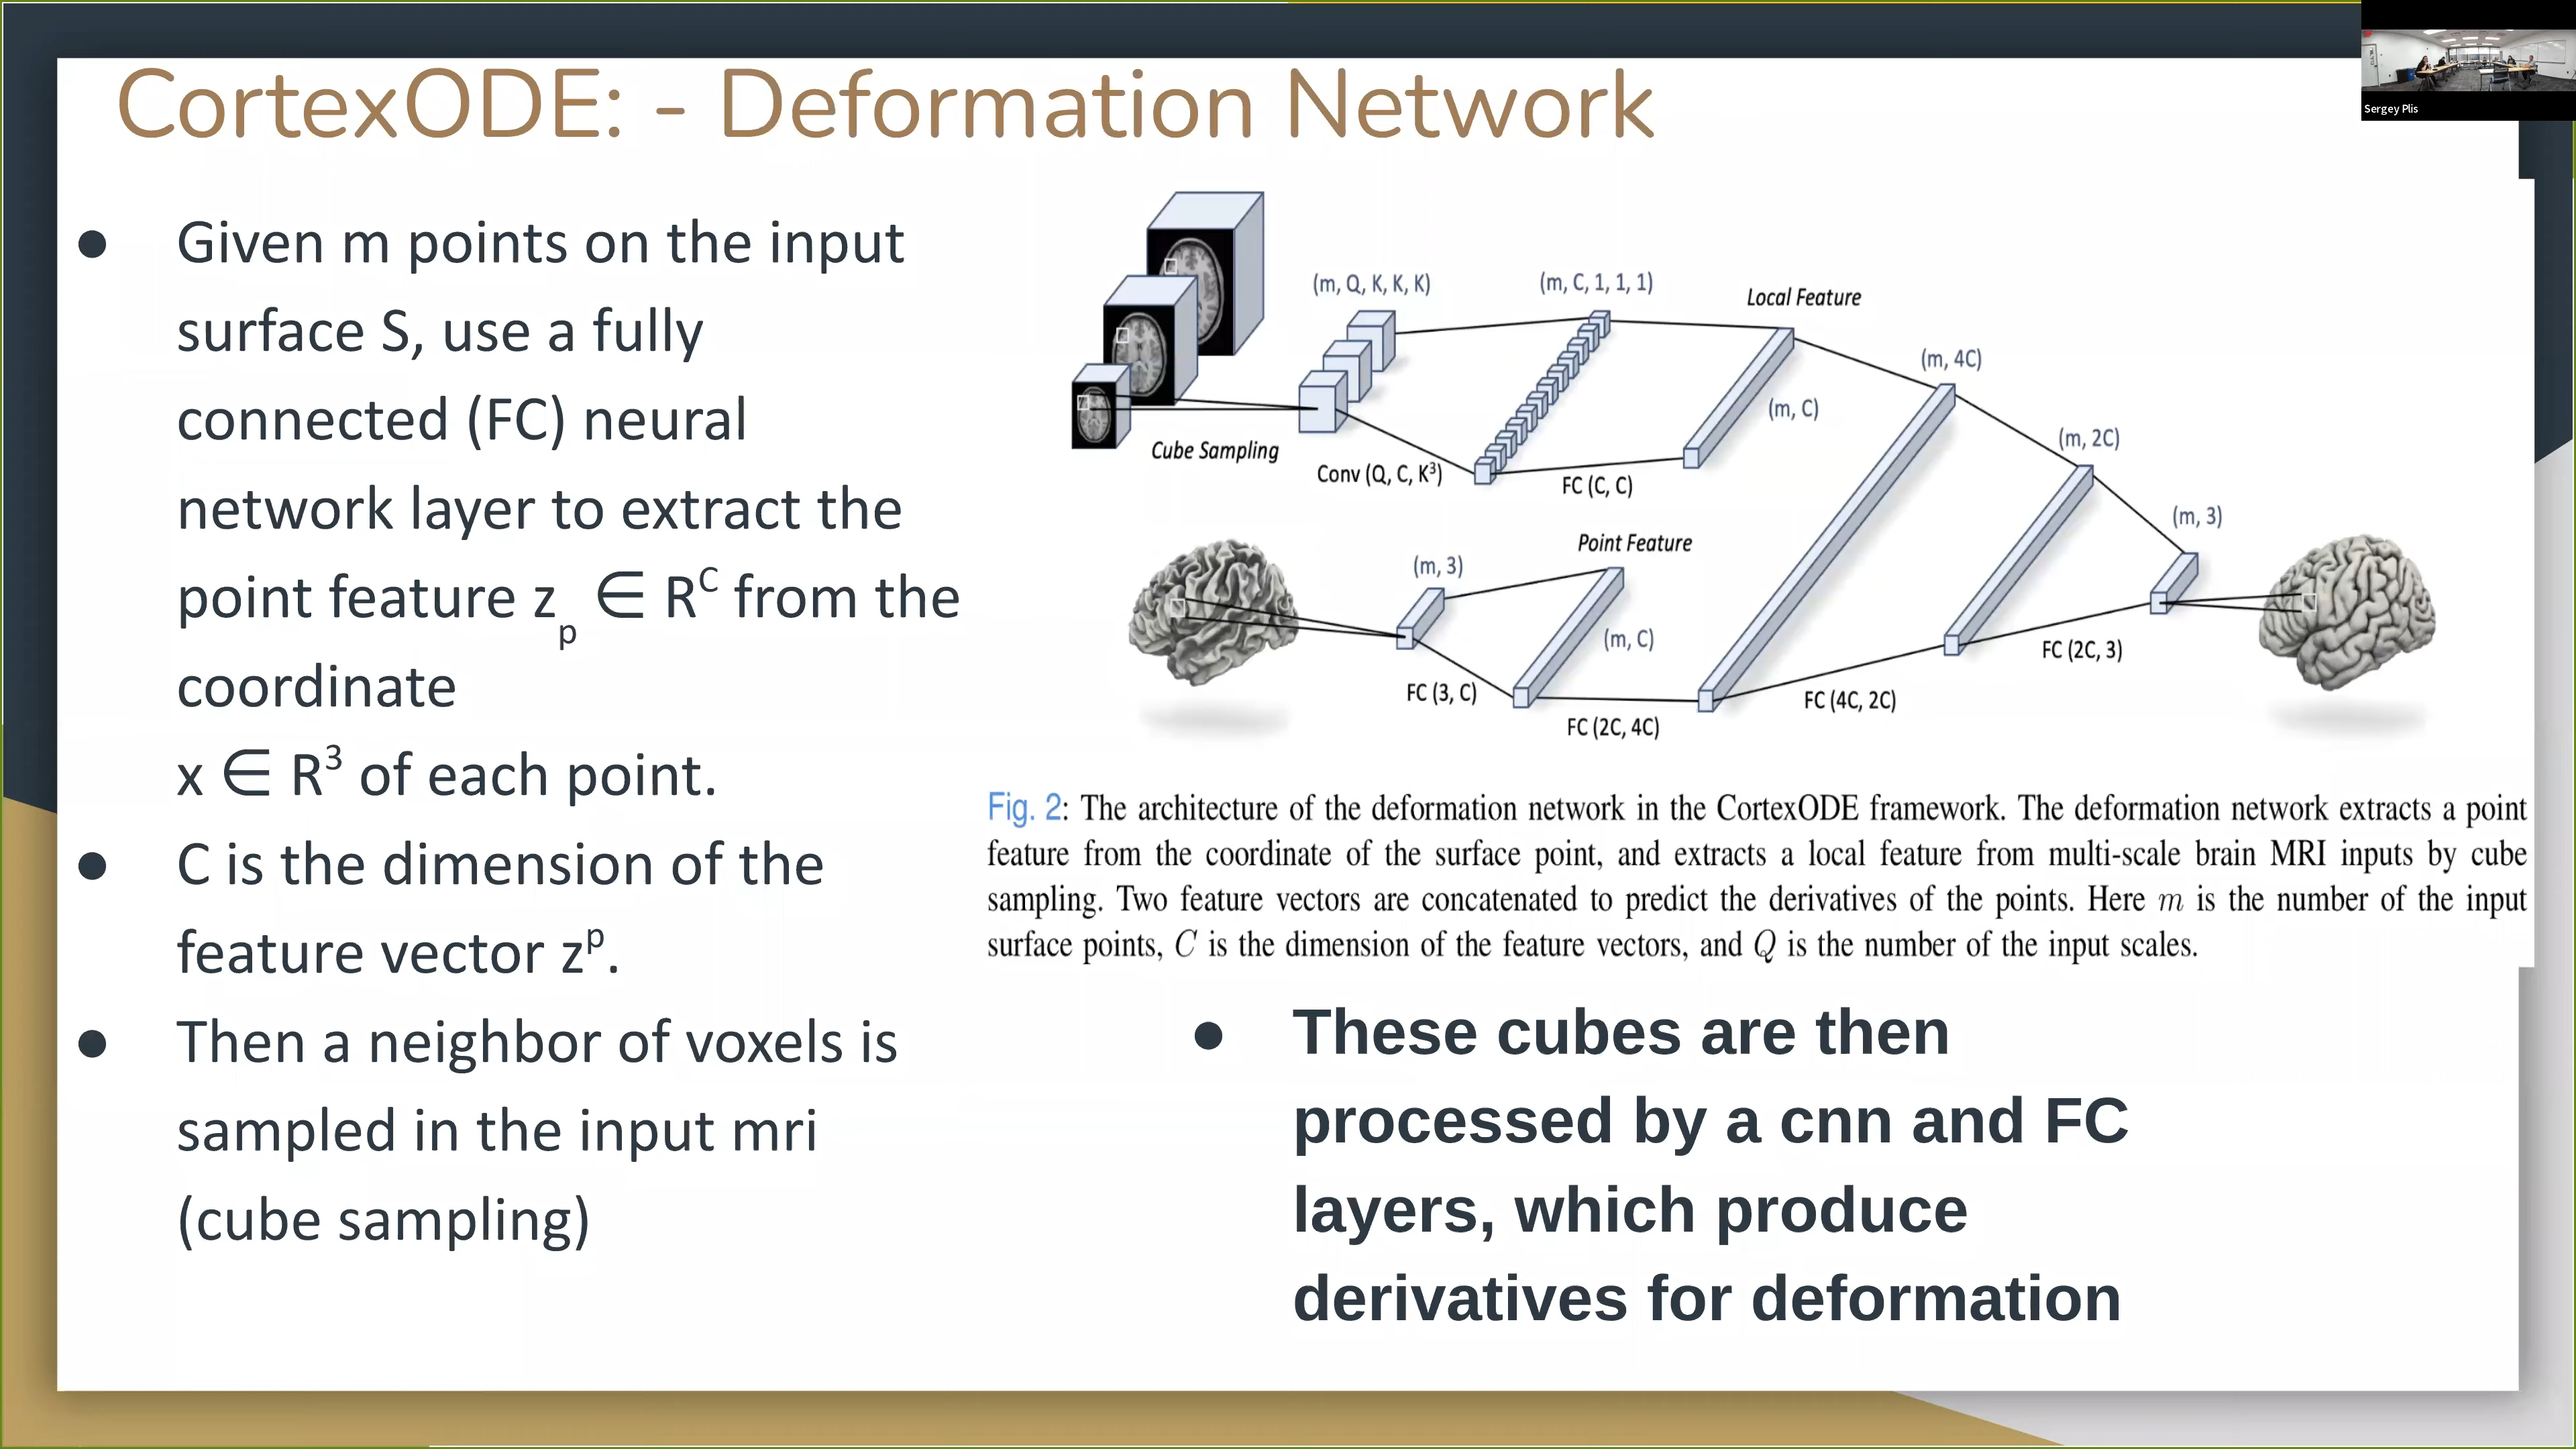 CortexODE: - Deformation Network
Sergey Plis
● Given m points on the input
surface S, use a fully
connected (FC) neural
network layer to extract the
point feature zₚ ∈ Rᶜ from the
coordinate
x ∈ R³ of each point.
● C is the dimension of the
feature vector zᵖ.
● Then a neighbor of voxels is
sampled in the input mri
(cube sampling)
(m, Q, K, K, K)
(m, C, 1, 1, 1)
Local Feature
(m, 4C)
(m, C)
(m, 2C)
Cube Sampling
Conv (Q, C, K³)
FC (C, C)
(m, 3)
Point Feature
(m, 3)
(m, C)
FC (2C, 3)
FC (3, C)
FC (4C, 2C)
FC (2C, 4C)
Fig. 2: The architecture of the deformation network in the CortexODE framework. The deformation network extracts a point
feature from the coordinate of the surface point, and extracts a local feature from multi-scale brain MRI inputs by cube
sampling. Two feature vectors are concatenated to predict the derivatives of the points. Here m is the number of the input
surface points, C is the dimension of the feature vectors, and Q is the number of the input scales.
● These cubes are then
processed by a cnn and FC
layers, which produce
derivatives for deformation